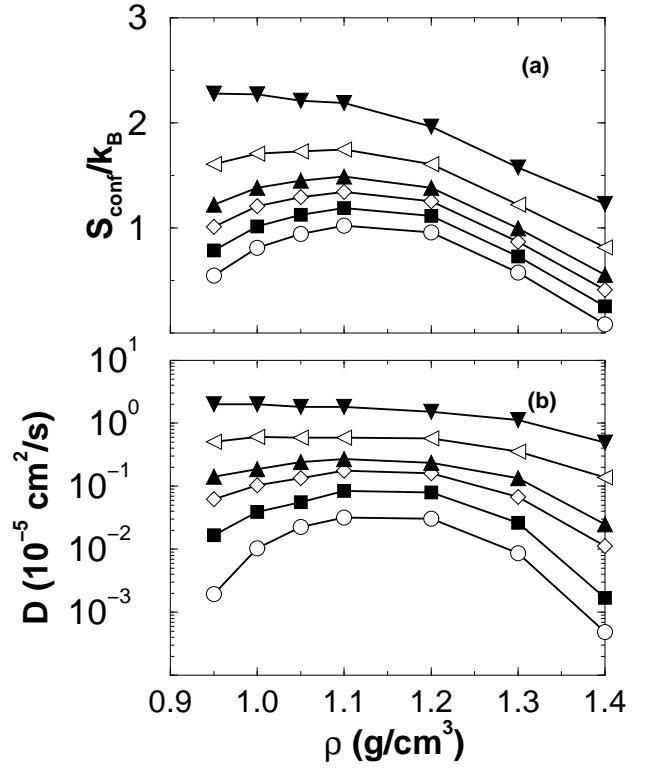 (a)
3
2
1
S_conf/k_B
(b)
10^1
10^0
10^−1
10^−2
10^−3
D (10^−5 cm^2/s)
0.9 1.0 1.1 1.2 1.3 1.4
ρ (g/cm^3)